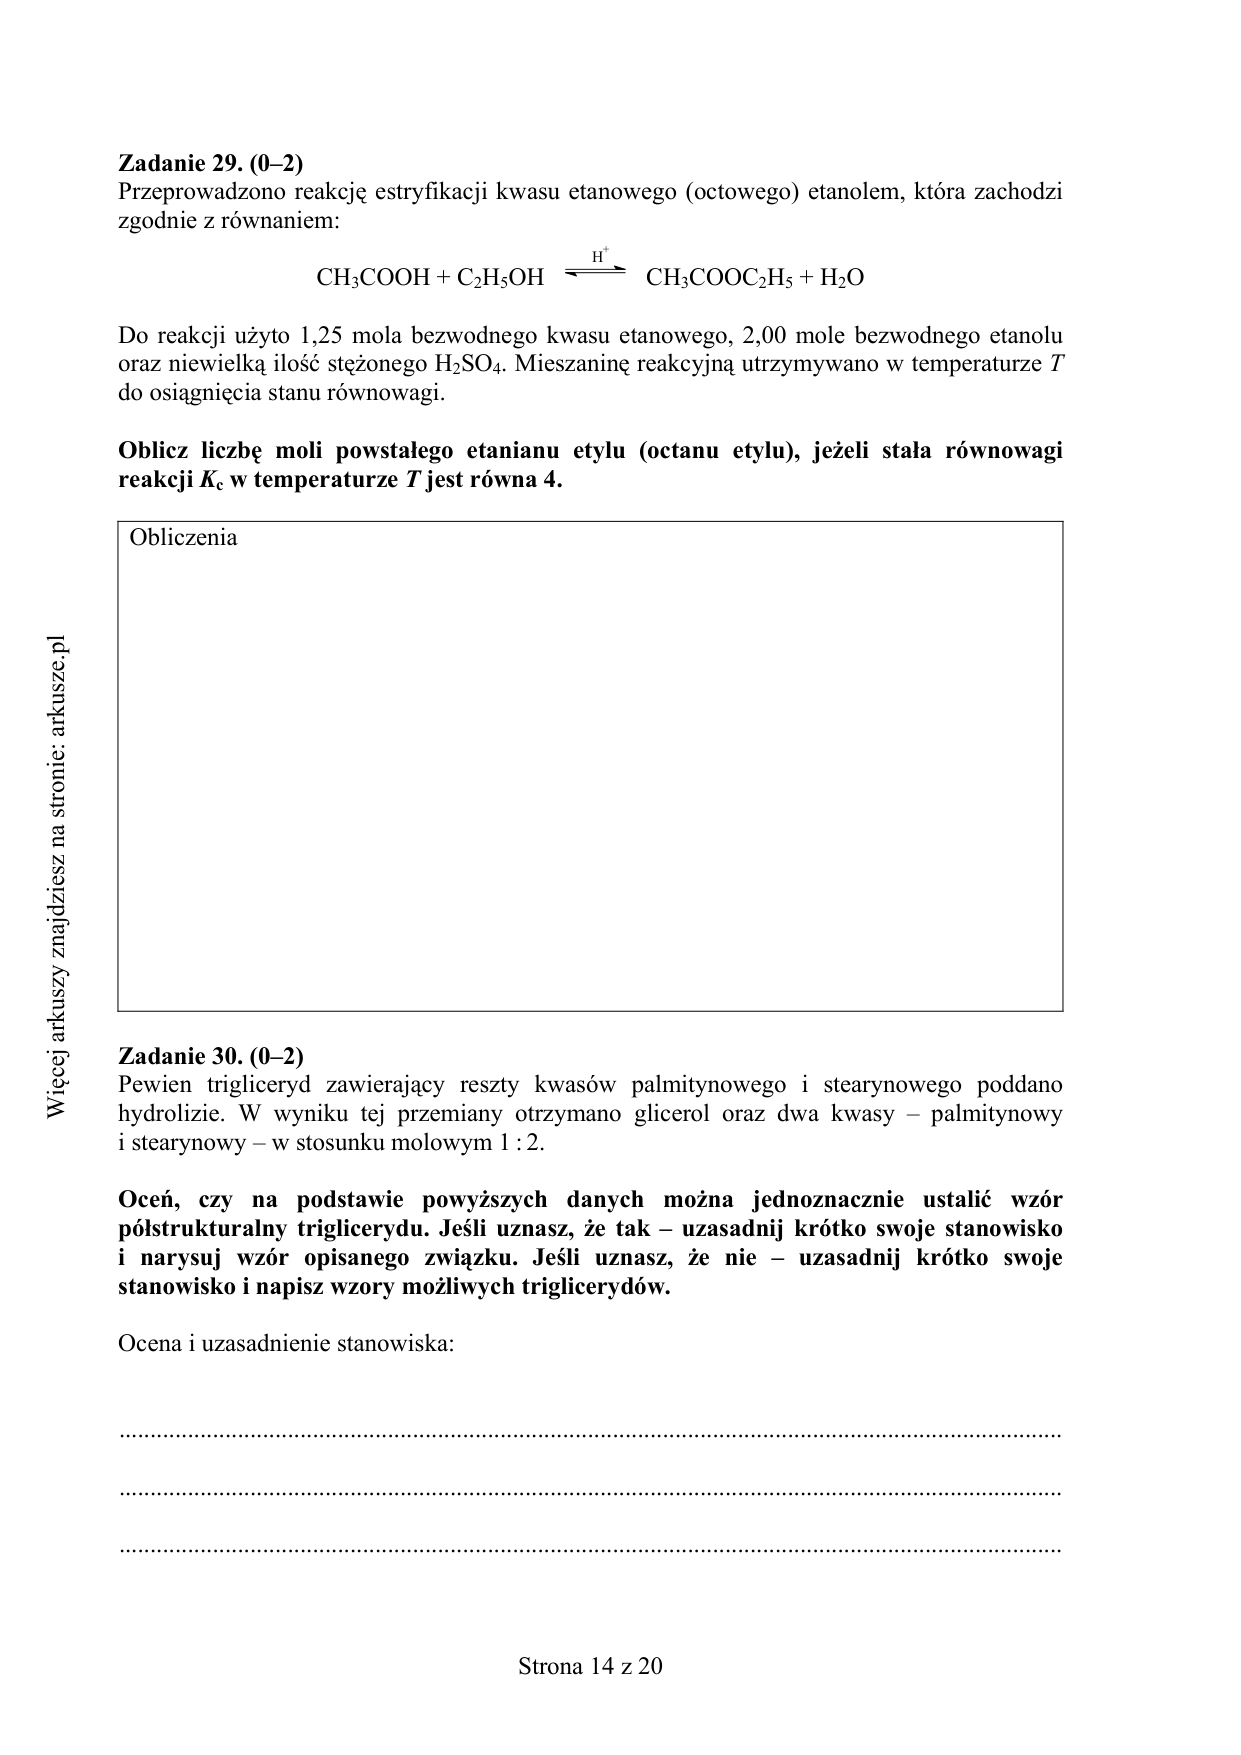 Zadanie 29. (0–2)
Przeprowadzono reakcję estryfikacji kwasu etanowego (octowego) etanolem, która zachodzi
zgodnie z równaniem:
H⁺
CH₃COOH + C₂H₅OH ⇌ CH₃COOC₂H₅ + H₂O
Do reakcji użyto 1,25 mola bezwodnego kwasu etanowego, 2,00 mole bezwodnego etanolu
oraz niewielką ilość stężonego H₂SO₄. Mieszaninę reakcyjną utrzymywano w temperaturze T
do osiągnięcia stanu równowagi.
Oblicz liczbę moli powstałego etanianu etylu (octanu etylu), jeżeli stała równowagi
reakcji Kc w temperaturze T jest równa 4.
Obliczenia
Zadanie 30. (0–2)
Pewien trigliceryd zawierający reszty kwasów palmitynowego i stearynowego poddano
hydrolizie. W wyniku tej przemiany otrzymano glicerol oraz dwa kwasy – palmitynowy
i stearynowy – w stosunku molowym 1 : 2.
Oceń, czy na podstawie powyższych danych można jednoznacznie ustalić wzór
półstrukturalny triglicerydu. Jeśli uznasz, że tak – uzasadnij krótko swoje stanowisko
i narysuj wzór opisanego związku. Jeśli uznasz, że nie – uzasadnij krótko swoje
stanowisko i napisz wzory możliwych triglicerydów.
Ocena i uzasadnienie stanowiska:
..........
..........
..........
Strona 14 z 20
Więcej arkuszy znajdziesz na stronie: arkusze.pl